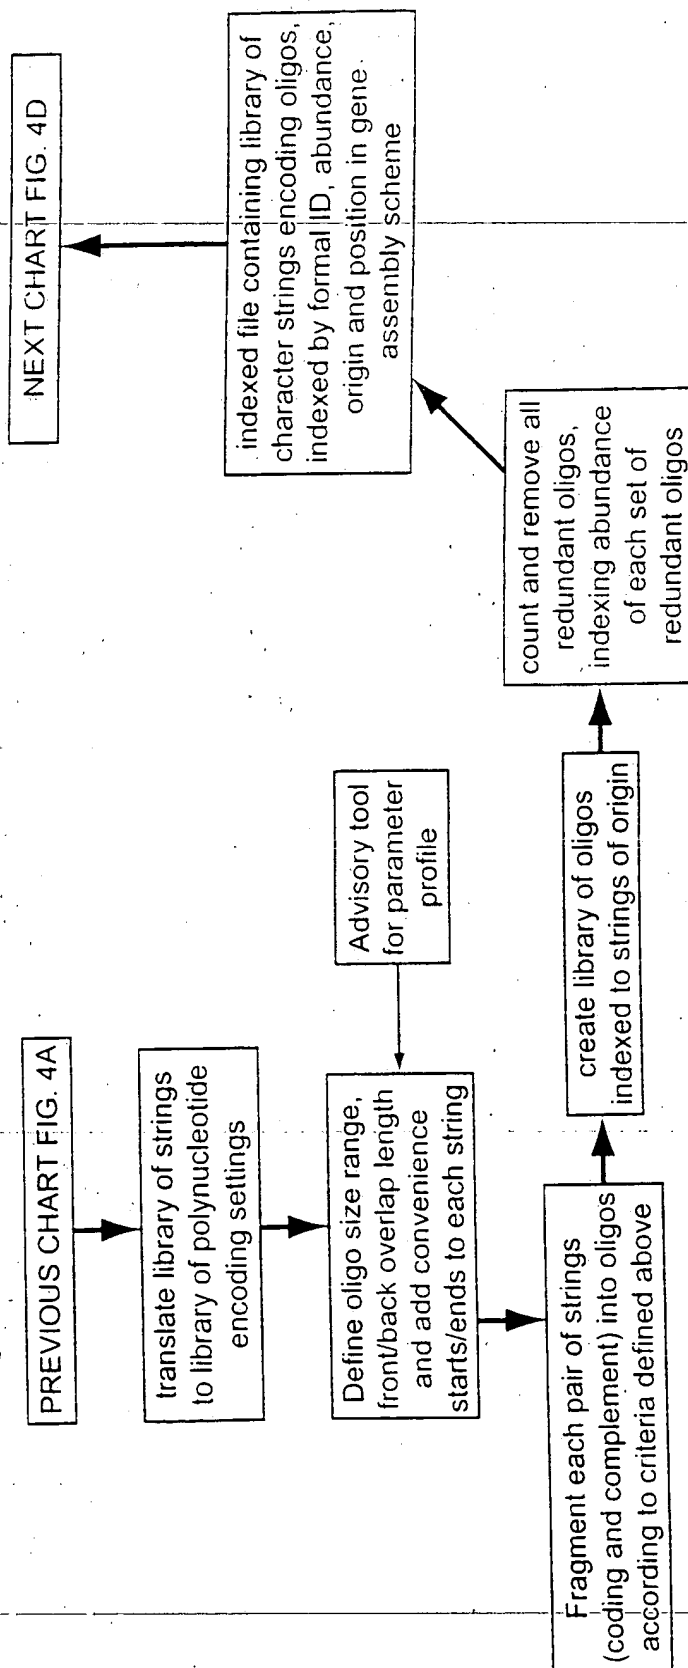 PREVIOUS CHART FIG. 4A
translate library of strings
to library of polynucleotide
encoding settings
Define oligo size range,
front/back overlap length
and add convenience
starts/ends to each string
Advisory tool
for parameter
profile
Fragment each pair of strings
(coding and complement) into oligos
according to criteria defined above
create library of oligos
indexed to strings of origin
count and remove all
redundant oligos,
indexing abundance
of each set of
redundant oligos
indexed file containing library of
character strings encoding oligos,
indexed by formal ID, abundance,
origin and position in gene
assembly scheme
NEXT CHART FIG. 4D